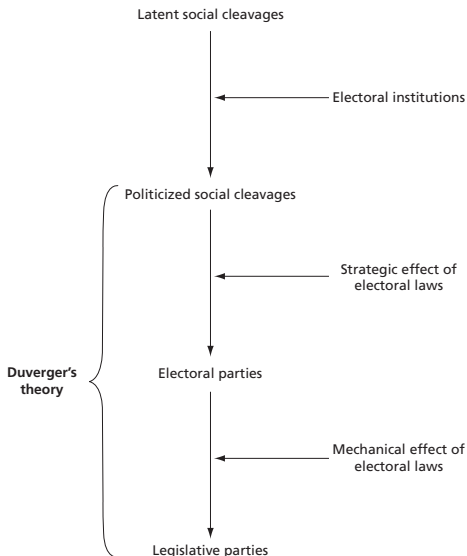 Latent social cleavages
Electoral institutions
Politicized social cleavages
Strategic effect of
electoral laws
Duverger's
theory
Electoral parties
Mechanical effect of
electoral laws
Legislative parties